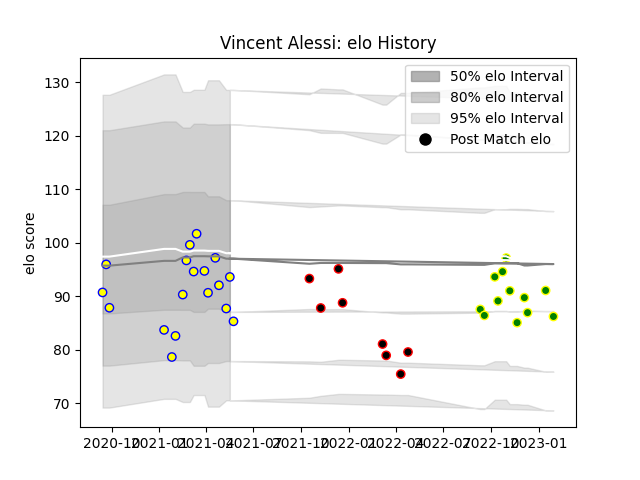 Vincent Alessi: elo History
50% elo Interval
80% elo Interval
95% elo Interval
Post Match elo
elo score
130
120
110
100
90
80
70
2020-10 2021-01 2021-04 2021-07 2021-10 2022-01 2022-04 2022-07 2022-10 2023-01